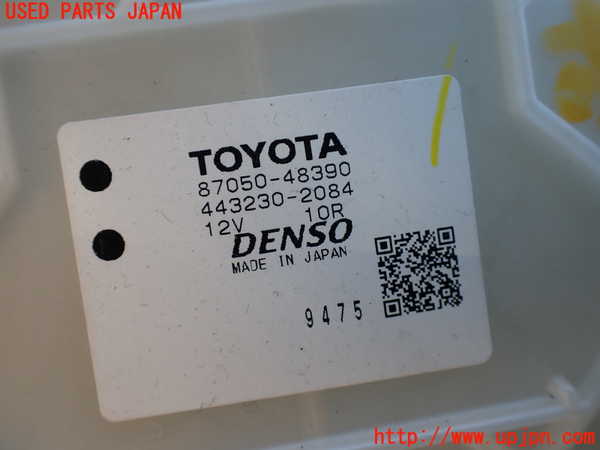 USED PARTS JAPAN
TOYOTA
87050-48390
443230-2084
12V 10R
DENSO
MADE IN JAPAN
9475
http://www.upjpn.com/